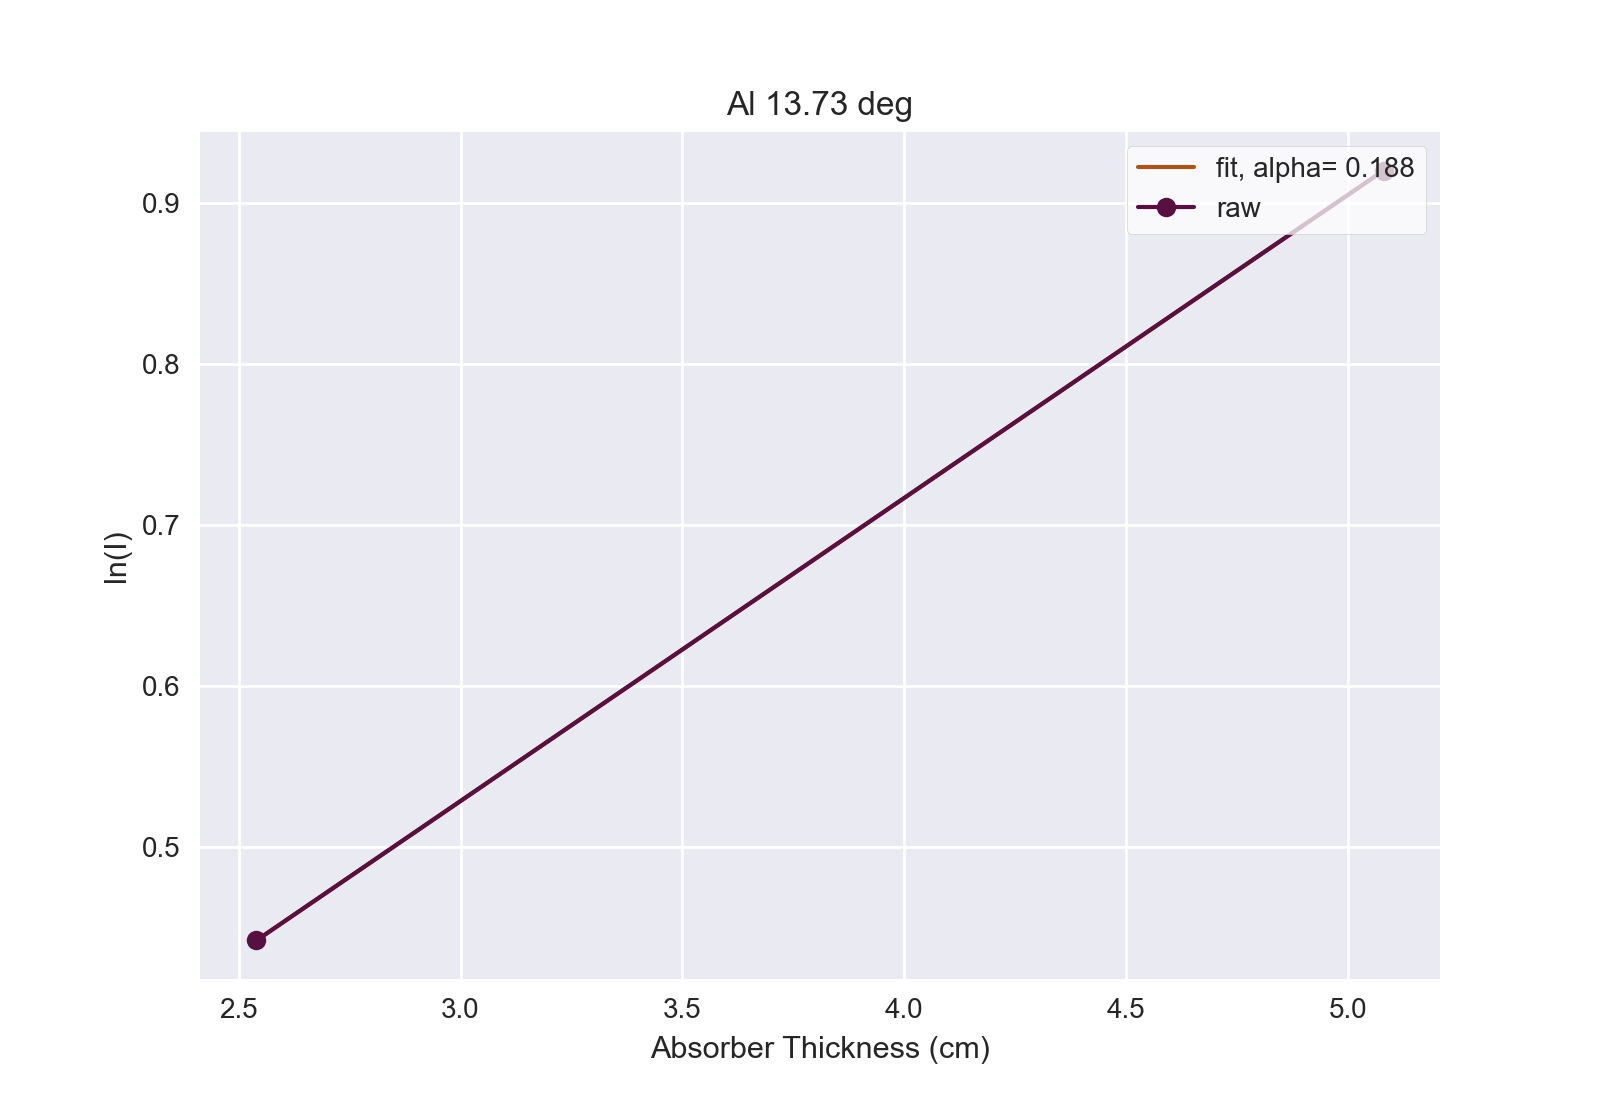 Al 13.73 deg
fit, alpha= 0.188
raw
0.9
0.8
0.7
0.6
0.5
ln(I)
2.5 3.0 3.5 4.0 4.5 5.0
Absorber Thickness (cm)